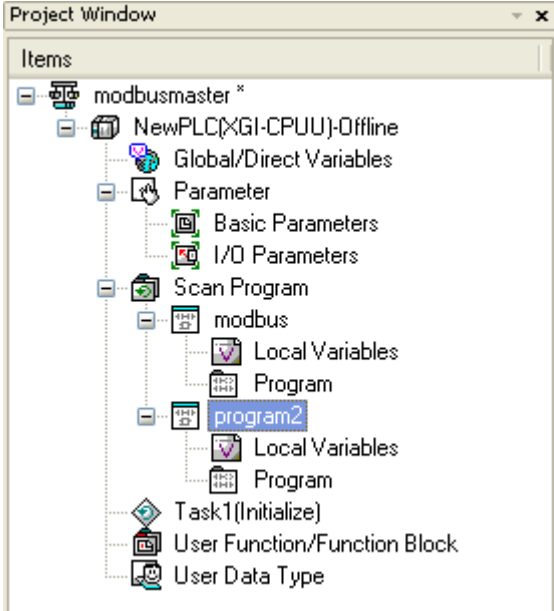 Project Window
Items
modbusmaster *
NewPLC(XGI-CPUU)-Offline
Global/Direct Variables
Parameter
Basic Parameters
I/O Parameters
Scan Program
modbus
Local Variables
Program
program2
Local Variables
Program
Task1(Initialize)
User Function/Function Block
User Data Type